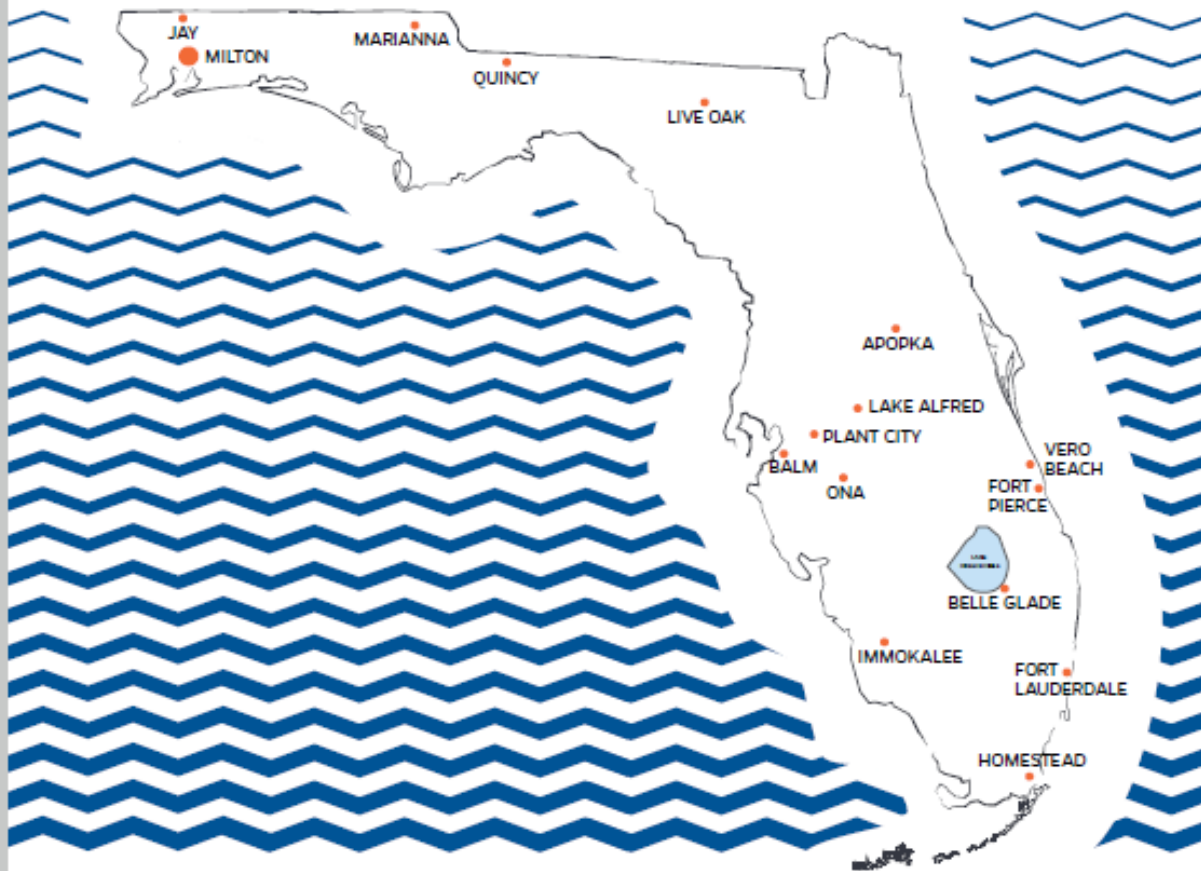 JAY
MILTON
MARIANNA
QUINCY
LIVE OAK
APOPKA
LAKE ALFRED
PLANT CITY
BALM
ONA
VERO
BEACH
FORT
PIERCE
BELLE GLADE
IMMOKALEE
FORT
LAUDERDALE
HOMESTEAD